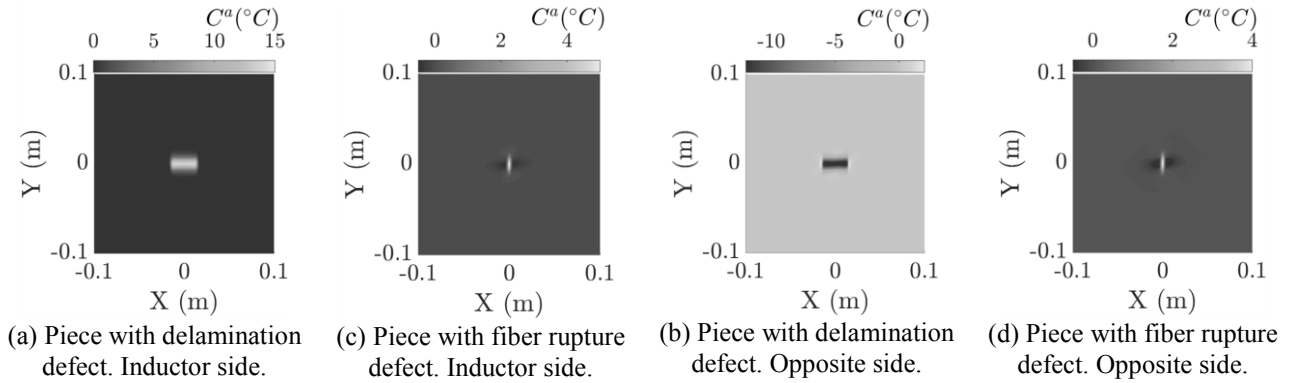 C^a(°C)
0 5 10 15
0.1
0
-0.1
-0.1 0 0.1
Y (m)
X (m)
(a) Piece with delamination
defect. Inductor side.
C^a(°C)
0 2 4
0.1
0
-0.1
-0.1 0 0.1
Y (m)
X (m)
(c) Piece with fiber rupture
defect. Inductor side.
C^a(°C)
-10 -5 0
0.1
0
-0.1
-0.1 0 0.1
Y (m)
X (m)
(b) Piece with delamination
defect. Opposite side.
C^a(°C)
0 2 4
0.1
0
-0.1
-0.1 0 0.1
Y (m)
X (m)
(d) Piece with fiber rupture
defect. Opposite side.